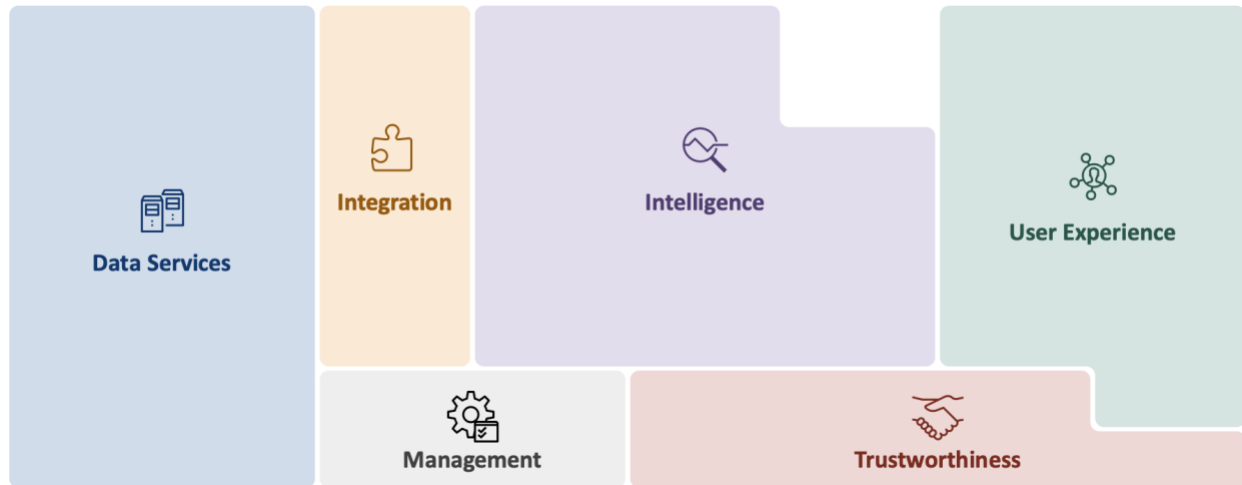 Integration
Intelligence
User Experience
Data Services
Management
Trustworthiness